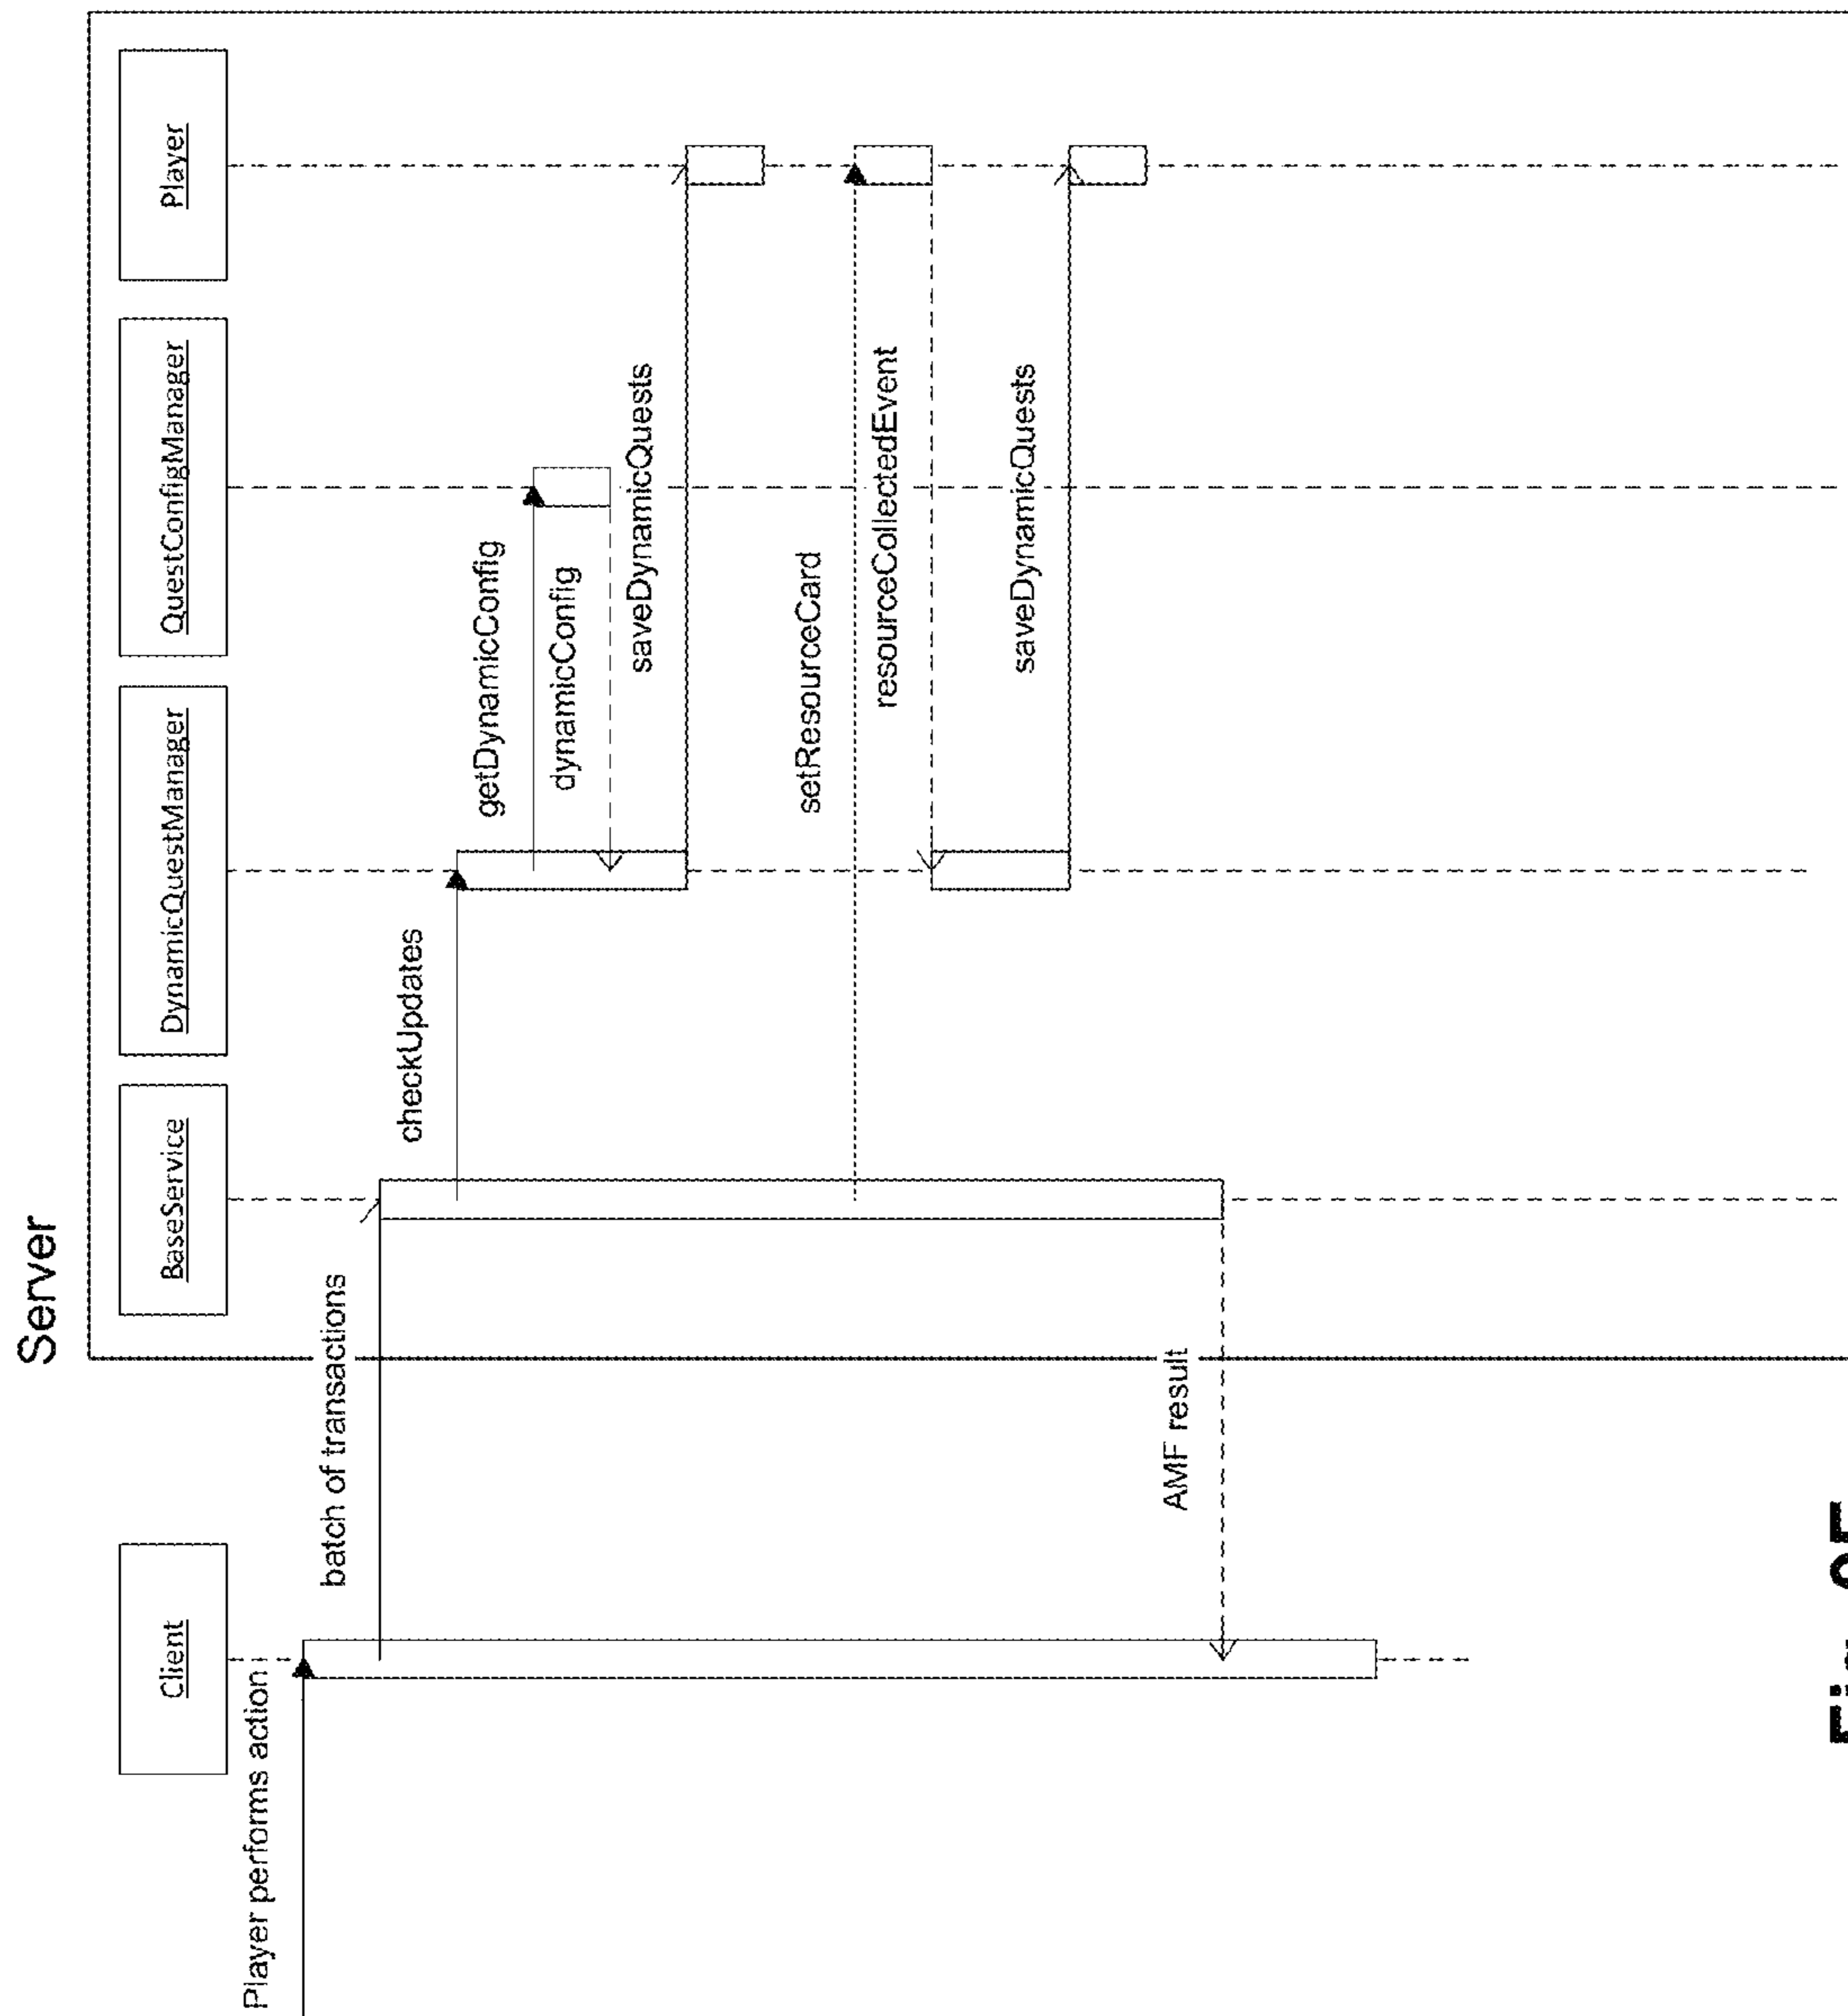 Server
Client
BaseService
DynamicQuestManager
QuestConfigManager
Player
Player performs action
batch of transactions
checkUpdates
getDynamicConfig
dynamicConfig
saveDynamicQuests
setResourceCard
resourceCollectedEvent
saveDynamicQuests
AMF result